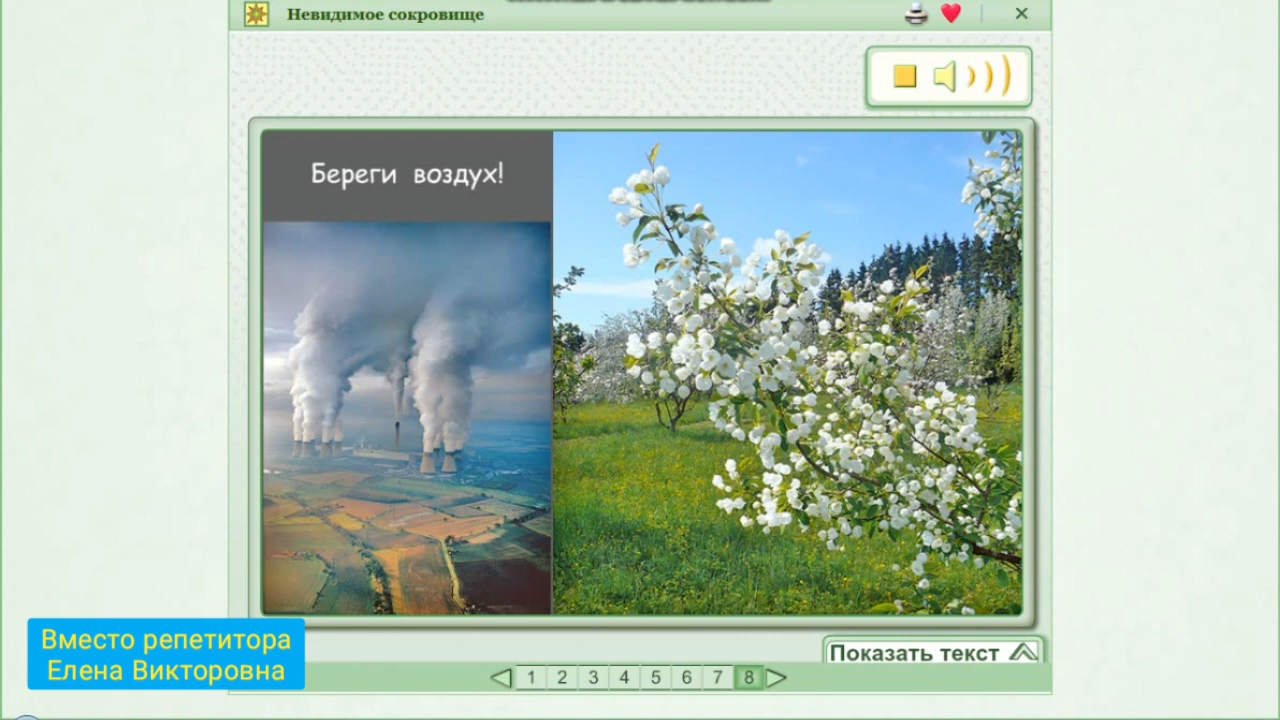 Невидимое сокровище
Береги воздух!
Показать текст
1 2 3 4 5 6 7 8
Вместо репетитора
Елена Викторовна